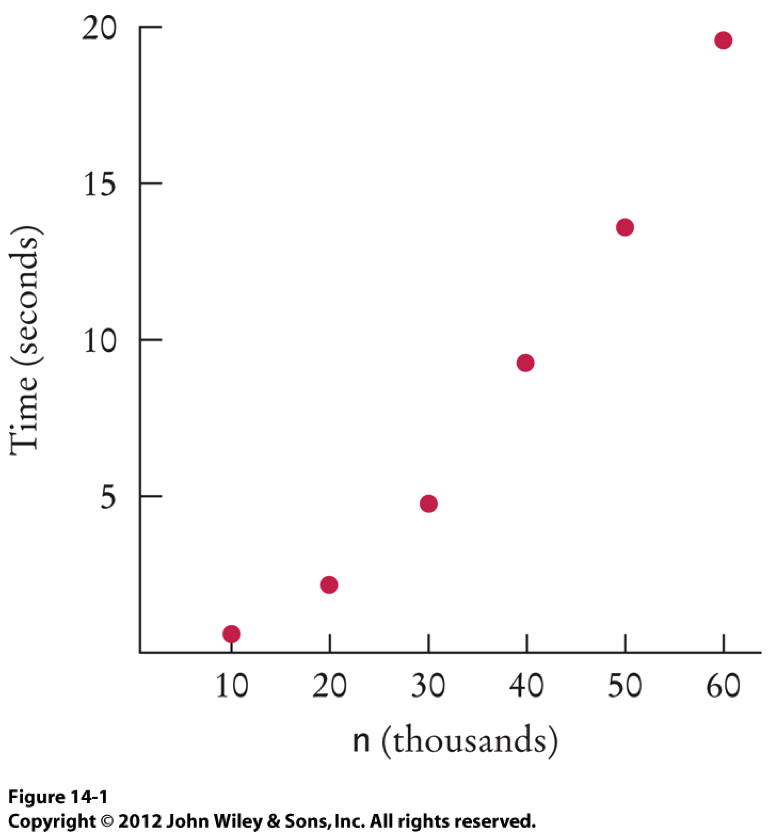 20
15
10
5
Time (seconds)
10 20 30 40 50 60
n (thousands)
Figure 14-1
Copyright © 2012 John Wiley & Sons, Inc. All rights reserved.